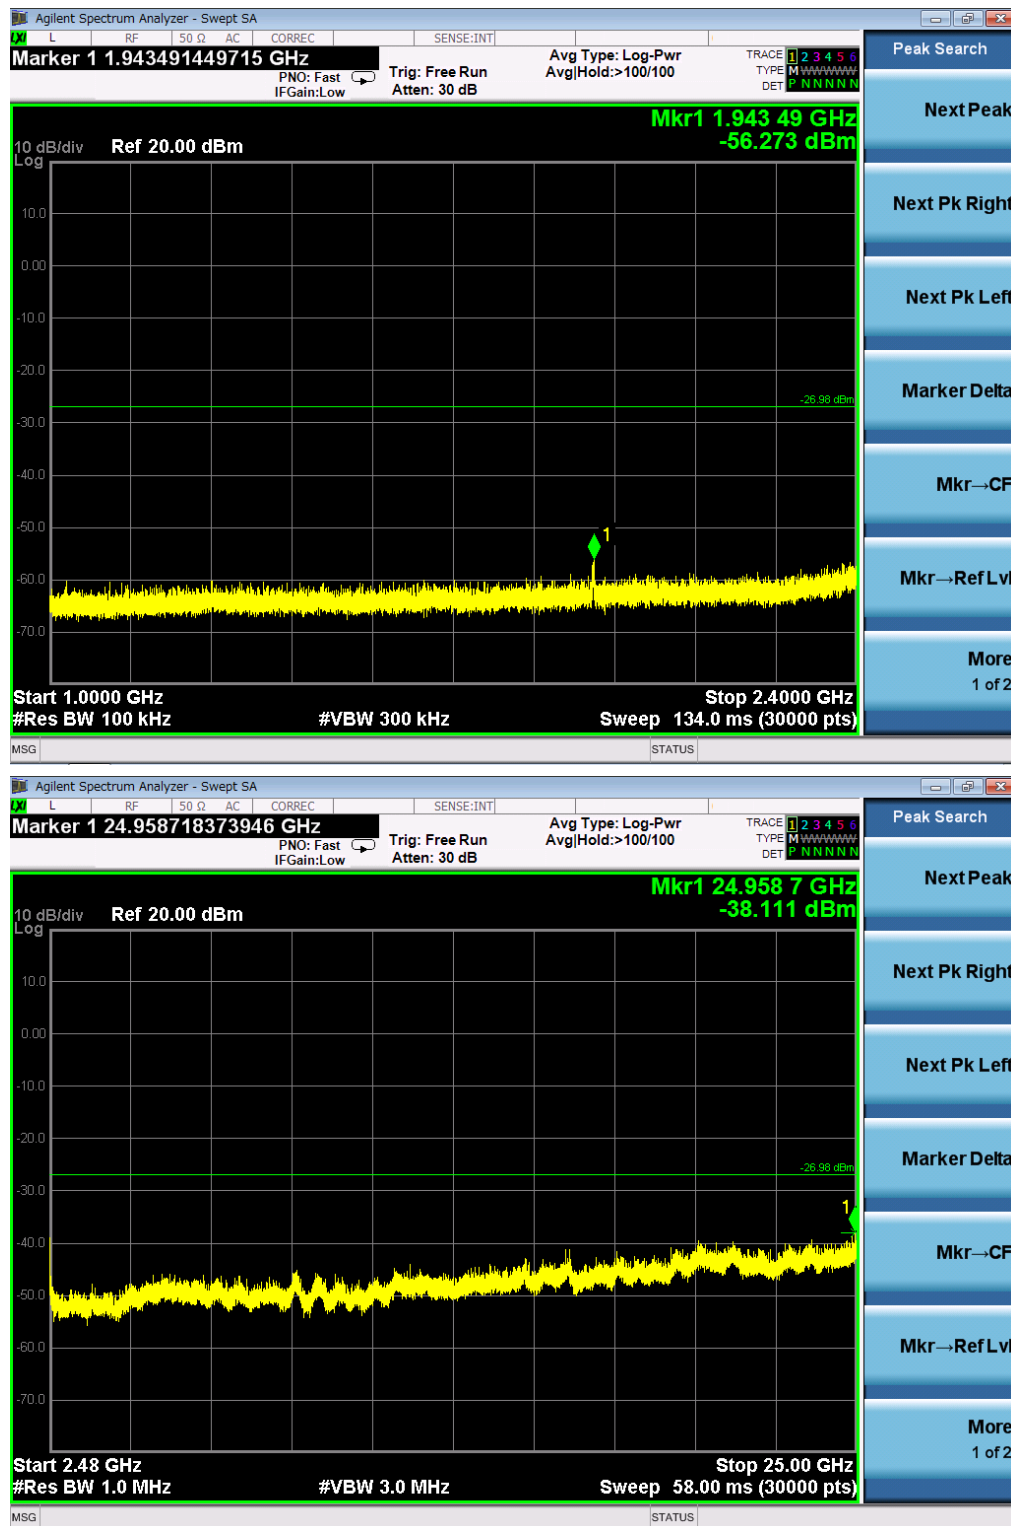 Agilent Spectrum Analyzer - Swept SA
LXI L RF 50 Ω AC CORREC SENSE:INT
Marker 1 1.943491449715 GHz
PNO: Fast
IFGain:Low
Trig: Free Run
Atten: 30 dB
Avg Type: Log-Pwr
Avg|Hold:>100/100
TRACE 1 2 3 4 5 6
TYPE M WWWWW
DET P N N N N N
Peak Search
Next Peak
Next Pk Right
Next Pk Left
Marker Delta
Mkr→CF
Mkr→Ref Lvl
More
1 of 2
Mkr1 1.943 49 GHz
-56.273 dBm
10 dB/div Ref 20.00 dBm
Log
10.0
0.00
-10.0
-20.0
-26.98 dBm
-30.0
-40.0
-50.0
1
-60.0
-70.0
Start 1.0000 GHz Stop 2.4000 GHz
#Res BW 100 kHz #VBW 300 kHz Sweep 134.0 ms (30000 pts)
MSG STATUS
Agilent Spectrum Analyzer - Swept SA
LXI L RF 50 Ω AC CORREC SENSE:INT
Marker 1 24.958718373946 GHz
PNO: Fast
IFGain:Low
Trig: Free Run
Atten: 30 dB
Avg Type: Log-Pwr
Avg|Hold:>100/100
TRACE 1 2 3 4 5 6
TYPE M WWWWW
DET P N N N N N
Peak Search
Next Peak
Next Pk Right
Next Pk Left
Marker Delta
Mkr→CF
Mkr→Ref Lvl
More
1 of 2
Mkr1 24.958 7 GHz
-38.111 dBm
10 dB/div Ref 20.00 dBm
Log
10.0
0.00
-10.0
-20.0
-26.98 dBm
-30.0
1
-40.0
-50.0
-60.0
-70.0
Start 2.48 GHz Stop 25.00 GHz
#Res BW 1.0 MHz #VBW 3.0 MHz Sweep 58.00 ms (30000 pts)
MSG STATUS